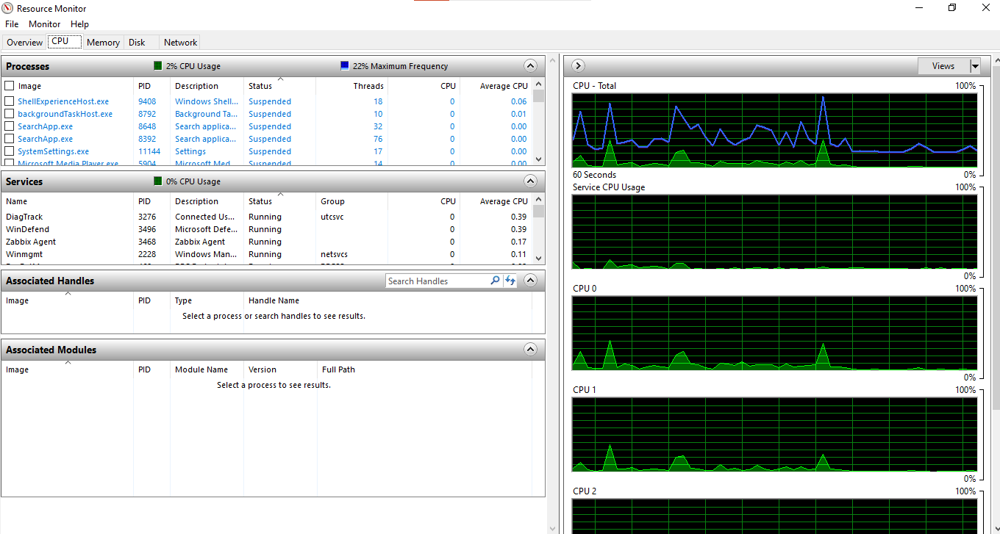 Resource Monitor
File Monitor Help
Overview CPU Memory Disk Network
Processes 2% CPU Usage 22% Maximum Frequency
Image PID Description Status Threads CPU Average CPU
ShellExperienceHost.exe 9408 Windows Shell... Suspended 18 0 0.06
backgroundTaskHost.exe 8792 Background Ta... Suspended 10 0 0.01
SearchApp.exe 8648 Search applica... Suspended 32 0 0.00
SearchApp.exe 8392 Search applica... Suspended 76 0 0.00
SystemSettings.exe 11144 Settings Suspended 17 0 0.00
Microsoft.Media.Player.exe 5904 Microsoft.Med... Suspended 14 0 0.00
Services 0% CPU Usage
Name PID Description Status Group CPU Average CPU
DiagTrack 3276 Connected Us... Running utcsvc 0 0.39
WinDefend 3496 Microsoft Defe... Running 0 0.39
Zabbix Agent 3468 Zabbix Agent Running 0 0.17
Winmgmt 2228 Windows Man... Running netsvcs 0 0.11
Associated Handles Search Handles
Image PID Type Handle Name
Select a process or search handles to see results.
Associated Modules
Image PID Module Name Version Full Path
Select a process to see results.
Views
CPU - Total 100%
60 Seconds 0%
Service CPU Usage 100%
0%
CPU 0 100%
0%
CPU 1 100%
0%
CPU 2 100%